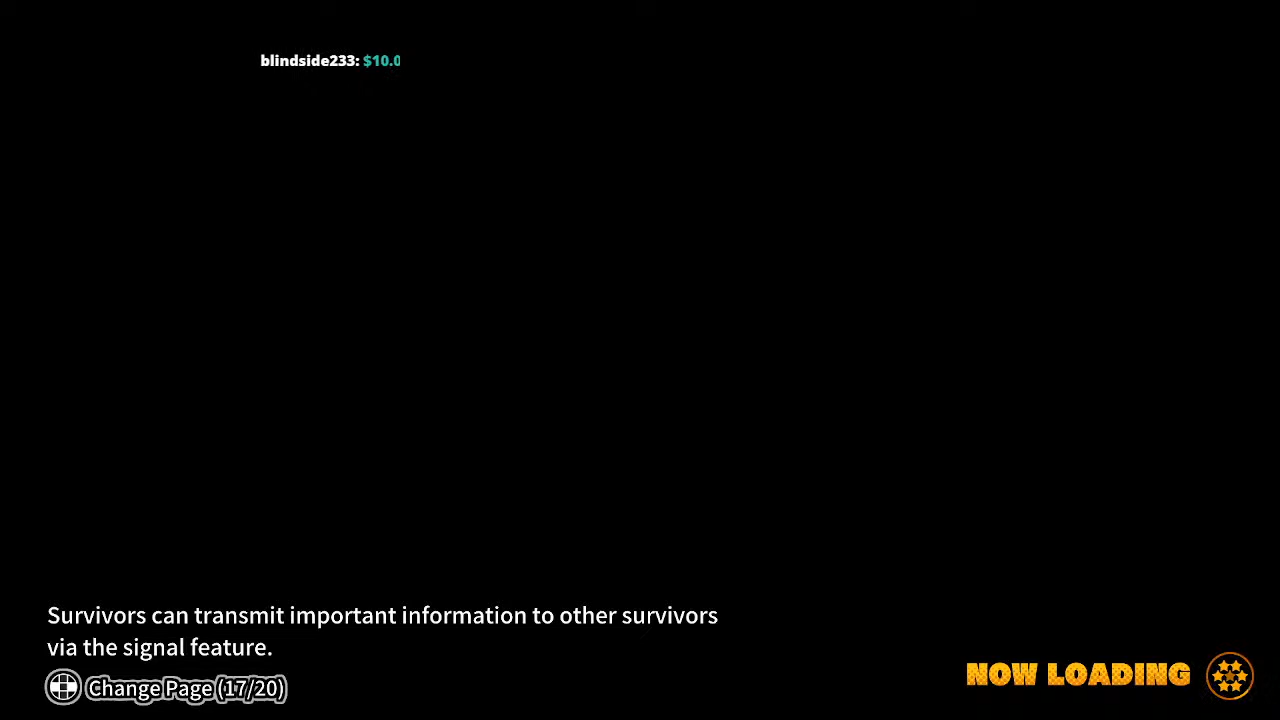 blindside233: $10.0
Survivors can transmit important information to other survivors
via the signal feature.
Change Page (17/20)
NOW LOADING